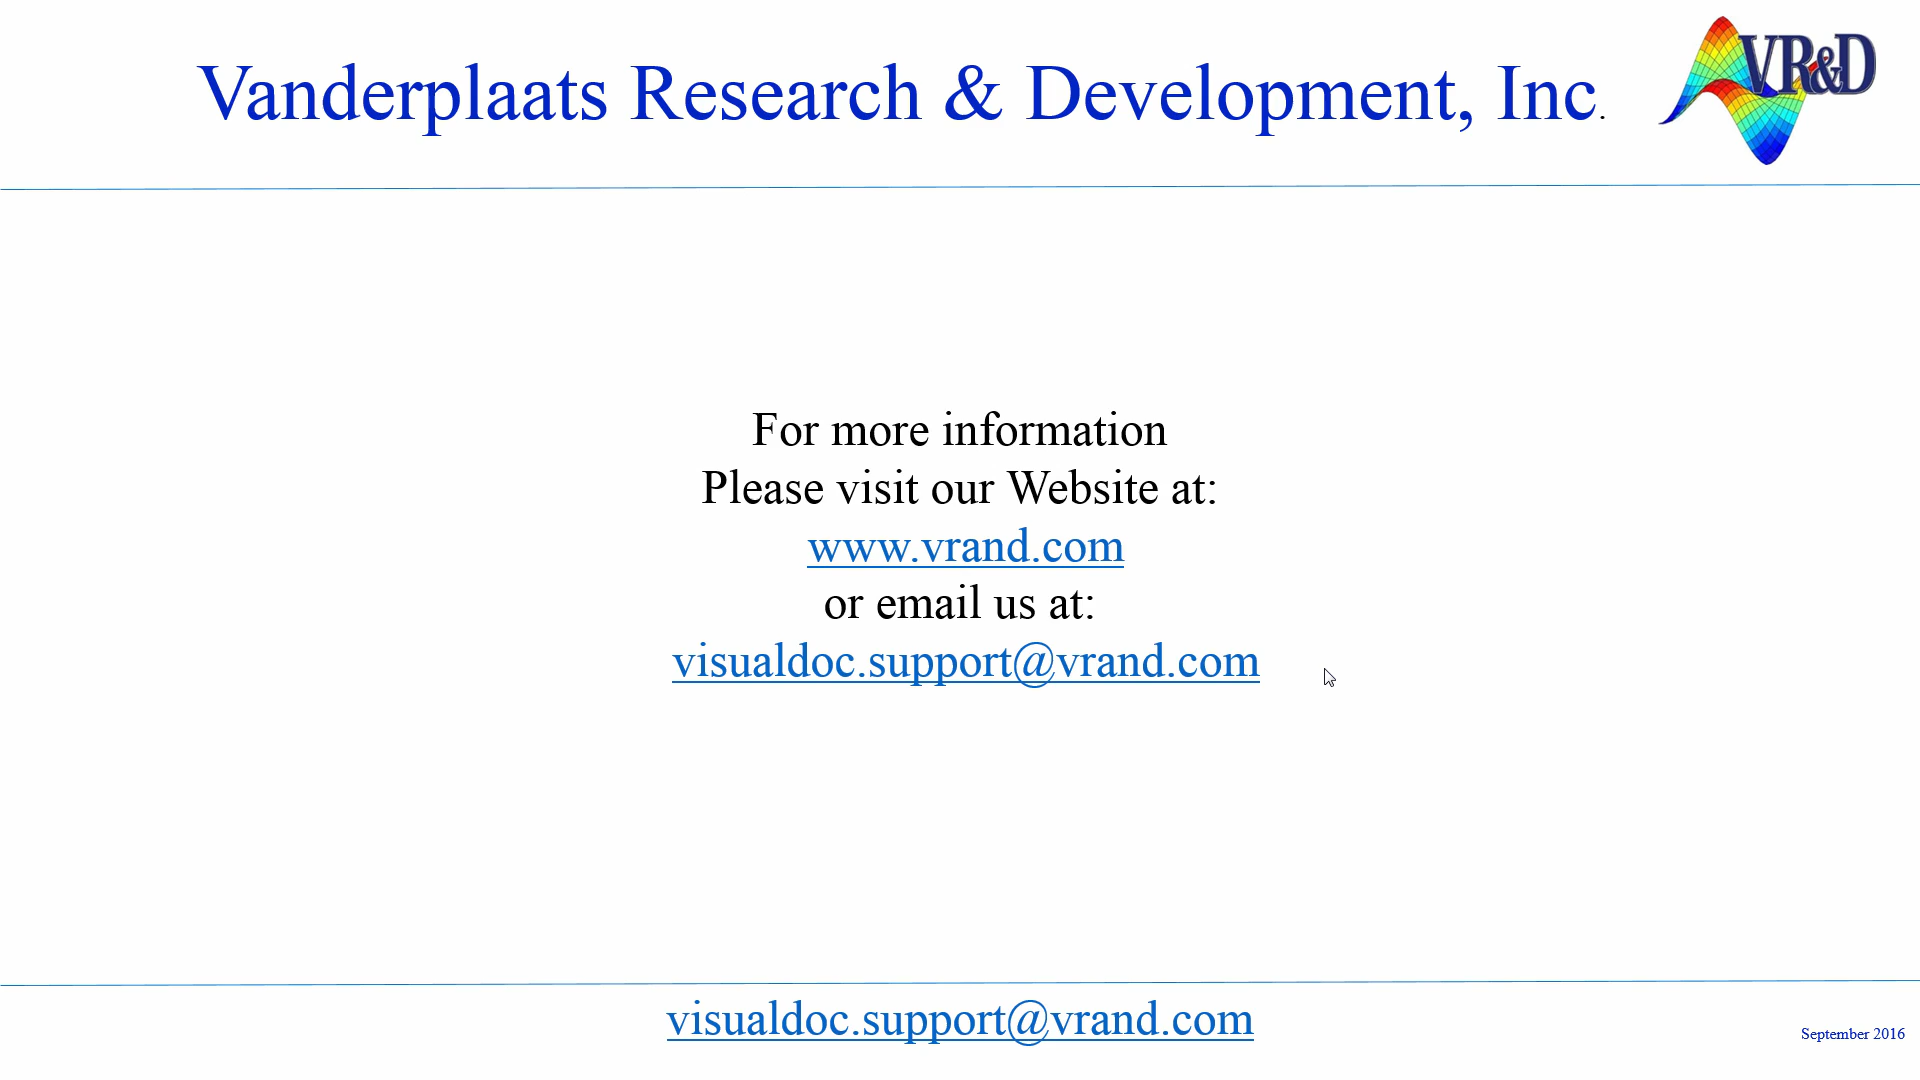 Vanderplaats Research & Development, Inc.
VR&D
For more information
Please visit our Website at:
www.vrand.com
or email us at:
visualdoc.support@vrand.com
visualdoc.support@vrand.com
September 2016